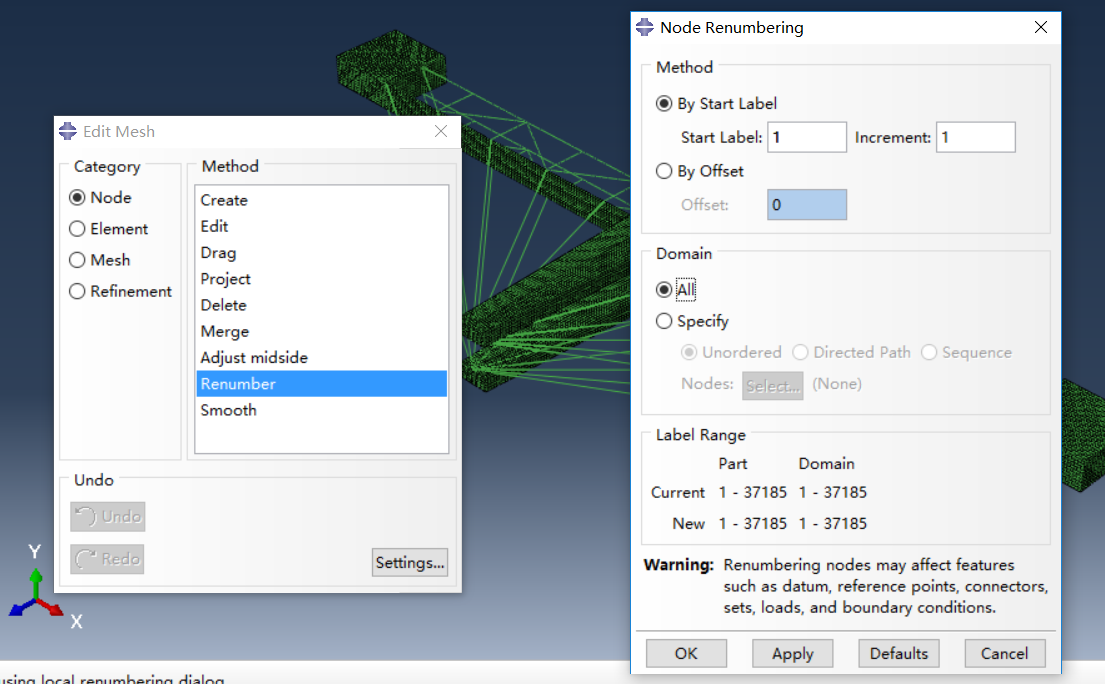 Edit Mesh
Category
Node
Element
Mesh
Refinement
Method
Create
Edit
Drag
Project
Delete
Merge
Adjust midside
Renumber
Smooth
Undo
Undo
Redo
Settings...
Y
X
using local renumbering dialog
Node Renumbering
Method
By Start Label
Start Label: 1 Increment: 1
By Offset
Offset: 0
Domain
All
Specify
Unordered Directed Path Sequence
Nodes: Select... (None)
Label Range
Part Domain
Current 1 - 37185 1 - 37185
New 1 - 37185 1 - 37185
Warning: Renumbering nodes may affect features
such as datum, reference points, connectors,
sets, loads, and boundary conditions.
OK Apply Defaults Cancel